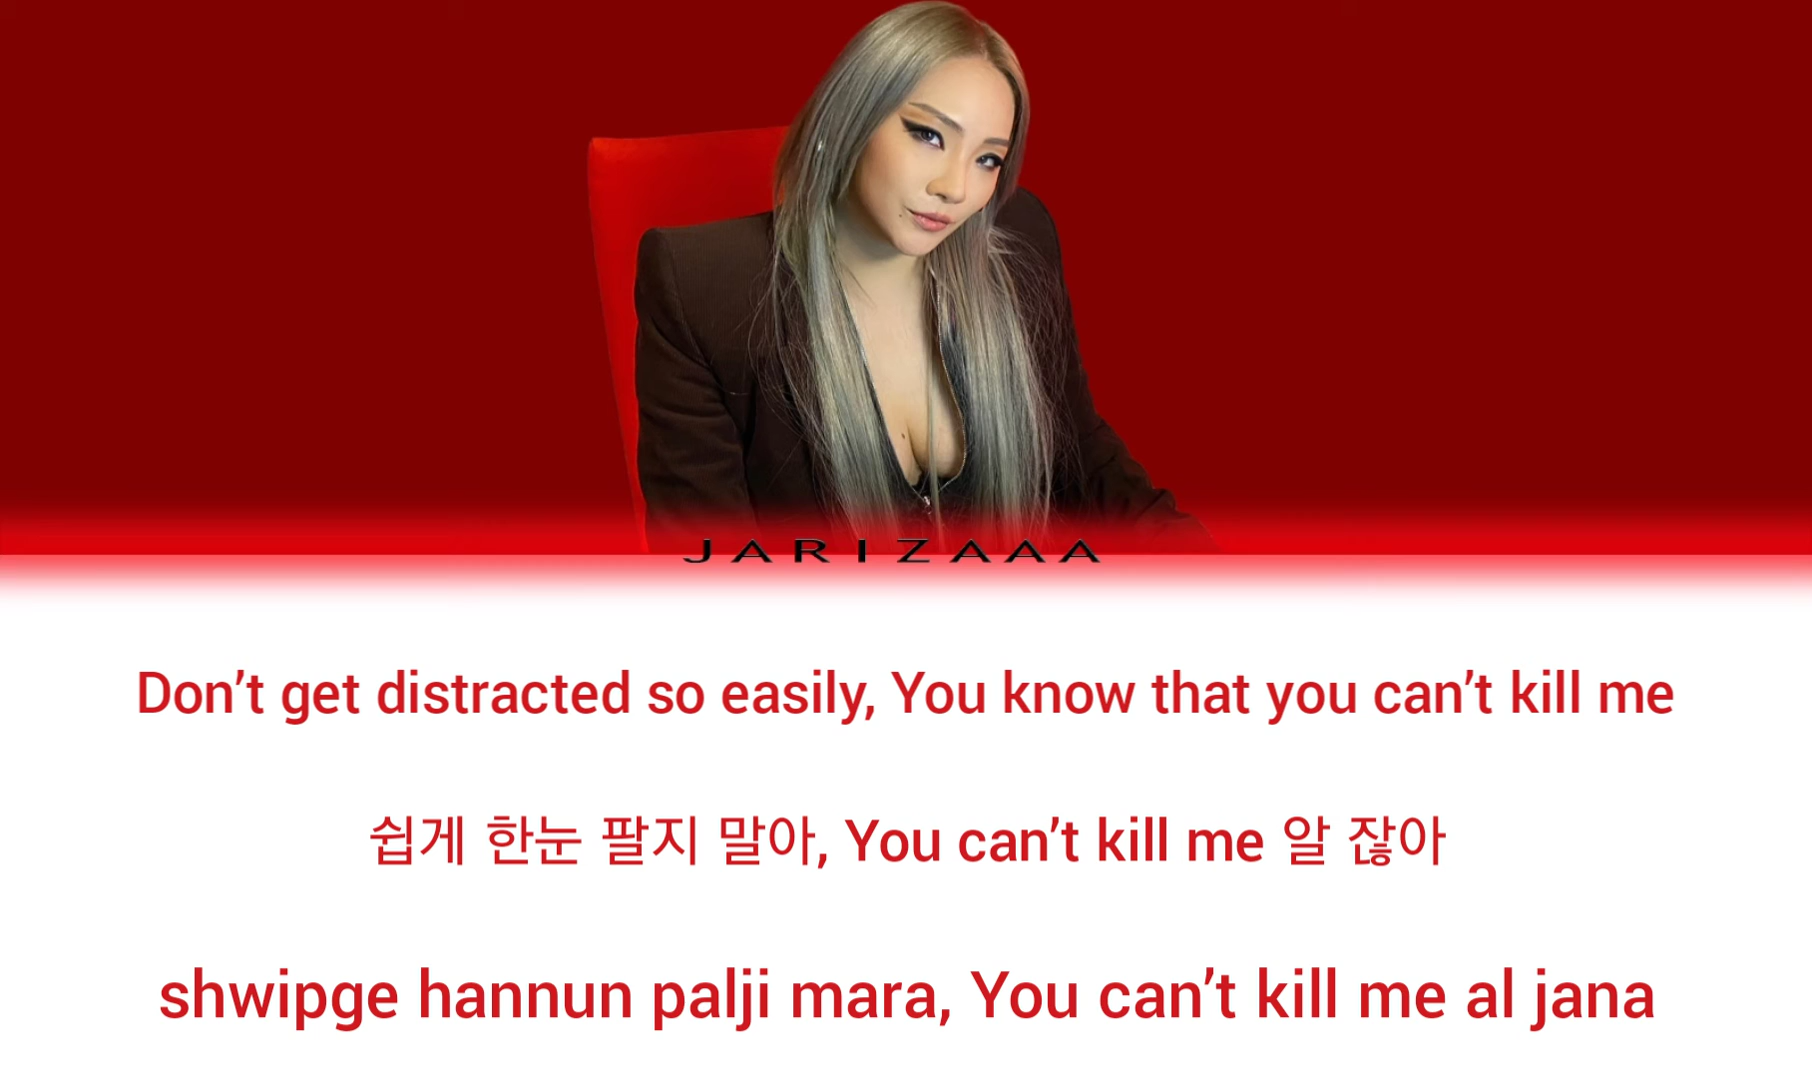 JARIZAAA
Don’t get distracted so easily, You know that you can’t kill me
쉽게 한눈 팔지 말아, You can’t kill me 알 잖아
shwipge hannun palji mara, You can’t kill me al jana